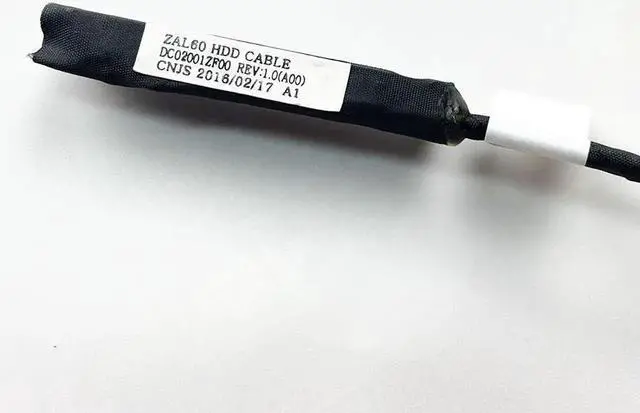 ZAL60 HDD CABLE
DC02001ZF00 REV:1.0(A00)
CNJS 2016/02/17 A1